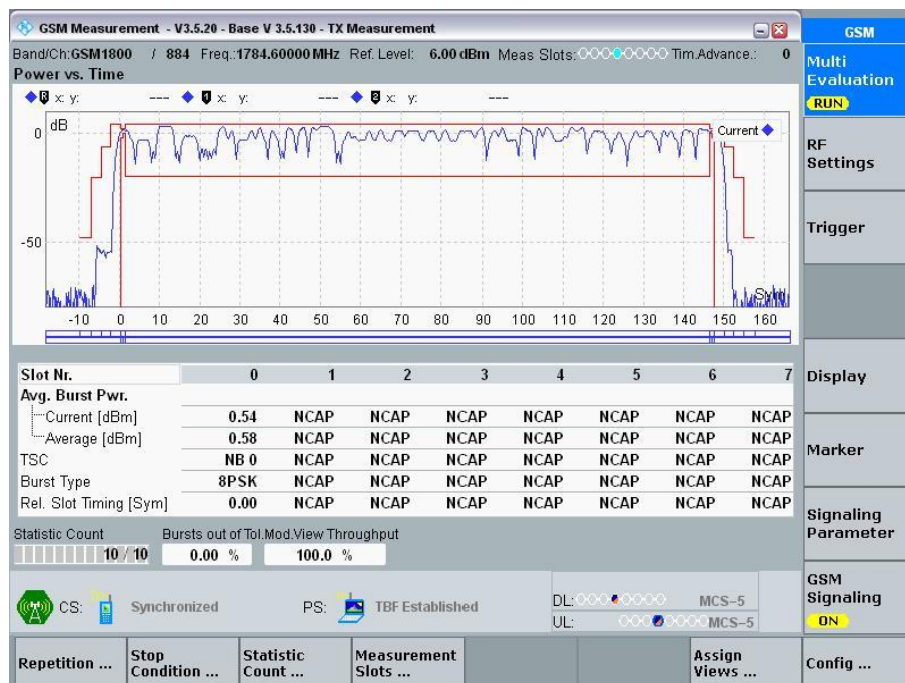 GSM Measurement - V3.5.20 - Base V 3.5.130 - TX Measurement
GSM
Band/Ch:GSM1800 / 884 Freq.:1784.60000 MHz Ref. Level: 6.00 dBm Meas Slots: Tim.Advance.: 0
Power vs. Time
Multi
Evaluation
RUN
R x: y: --- 1 x: y: --- 2 x: y: ---
dB
Current
0
-50
Sym
-10 0 10 20 30 40 50 60 70 80 90 100 110 120 130 140 150 160
RF
Settings
Trigger
Slot Nr. 0 1 2 3 4 5 6 7
Avg. Burst Pwr.
Current [dBm] 0.54 NCAP NCAP NCAP NCAP NCAP NCAP NCAP
Average [dBm] 0.58 NCAP NCAP NCAP NCAP NCAP NCAP NCAP
TSC NB 0 NCAP NCAP NCAP NCAP NCAP NCAP NCAP
Burst Type 8PSK NCAP NCAP NCAP NCAP NCAP NCAP NCAP
Rel. Slot Timing [Sym] 0.00 NCAP NCAP NCAP NCAP NCAP NCAP NCAP
Display
Marker
Signaling
Parameter
Statistic Count Bursts out of Tol.Mod.View Throughput
10 / 10 0.00 % 100.0 %
CS: Synchronized PS: TBF Established DL: MCS-5
UL: MCS-5
GSM
Signaling
ON
Repetition ...
Stop
Condition ...
Statistic
Count ...
Measurement
Slots ...
Assign
Views ...
Config ...